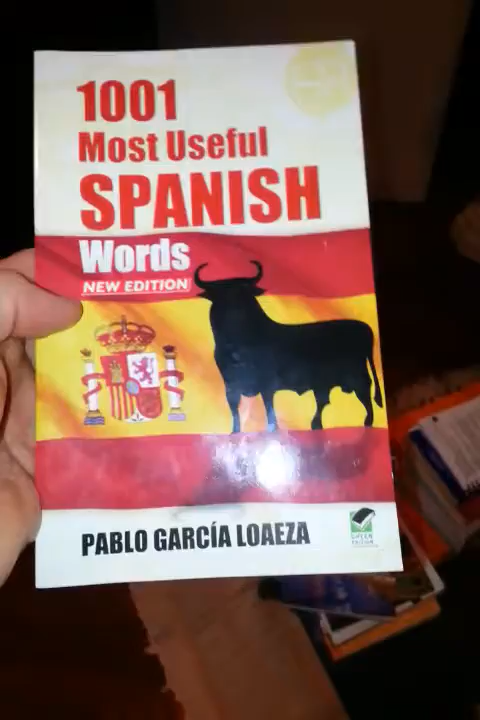 1001
Most Useful
SPANISH
Words
NEW EDITION
PABLO GARCÍA LOAEZA
GREEN
EDITION